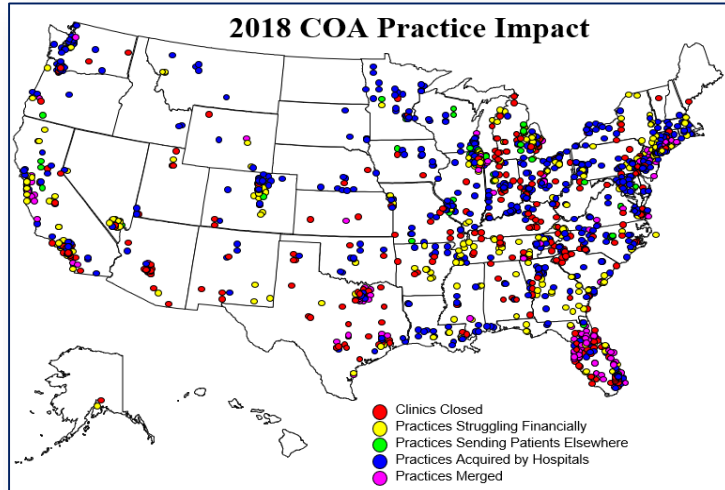 2018 COA Practice Impact
Clinics Closed
Practices Struggling Financially
Practices Sending Patients Elsewhere
Practices Acquired by Hospitals
Practices Merged